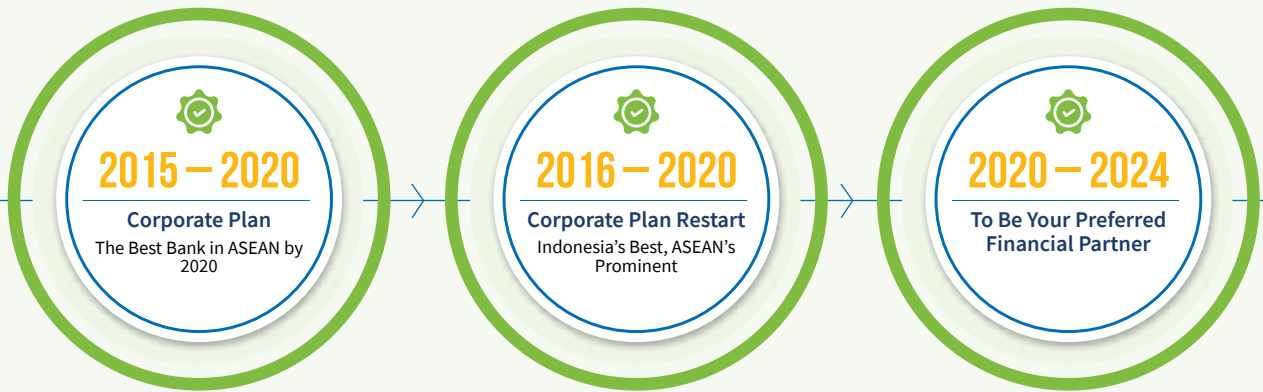 2015 – 2020
Corporate Plan
The Best Bank in ASEAN by
2020
2016 – 2020
Corporate Plan Restart
Indonesia’s Best, ASEAN’s
Prominent
2020 – 2024
To Be Your Preferred
Financial Partner